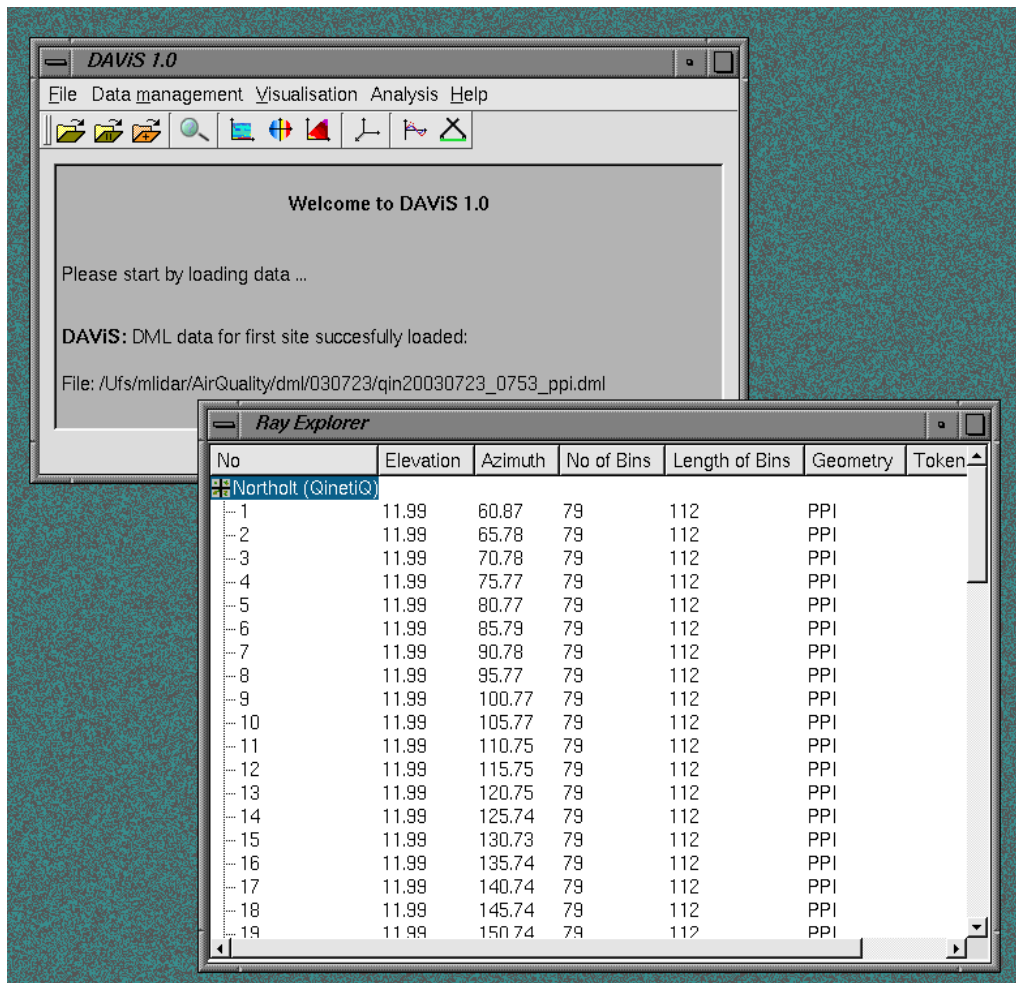 DAViS 1.0
File Data management Visualisation Analysis Help
Welcome to DAViS 1.0
Please start by loading data ...
DAViS: DML data for first site succesfully loaded:
File: /Ufs/mlidar/AirQuality/dml/030723/qin20030723_0753_ppi.dml
Ray Explorer
No Elevation Azimuth No of Bins Length of Bins Geometry Token
Northolt (QinetiQ)
1 11.99 60.87 79 112 PPI
2 11.99 65.78 79 112 PPI
3 11.99 70.78 79 112 PPI
4 11.99 75.77 79 112 PPI
5 11.99 80.77 79 112 PPI
6 11.99 85.79 79 112 PPI
7 11.99 90.78 79 112 PPI
8 11.99 95.77 79 112 PPI
9 11.99 100.77 79 112 PPI
10 11.99 105.77 79 112 PPI
11 11.99 110.75 79 112 PPI
12 11.99 115.75 79 112 PPI
13 11.99 120.75 79 112 PPI
14 11.99 125.74 79 112 PPI
15 11.99 130.73 79 112 PPI
16 11.99 135.74 79 112 PPI
17 11.99 140.74 79 112 PPI
18 11.99 145.74 79 112 PPI
19 11.99 150.74 79 112 PPI